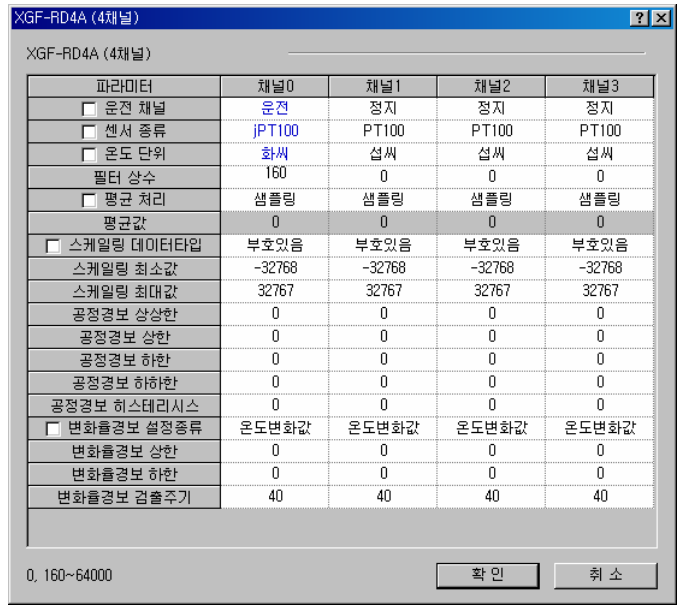 XGF-RD4A (4채널)
XGF-RD4A (4채널)
파라미터 채널0 채널1 채널2 채널3
운전 채널 운전 정지 정지 정지
센서 종류 jPT100 PT100 PT100 PT100
온도 단위 화씨 섭씨 섭씨 섭씨
필터 상수 160 0 0 0
평균 처리 샘플링 샘플링 샘플링 샘플링
평균값 0 0 0 0
스케일링 데이터타입 부호있음 부호있음 부호있음 부호있음
스케일링 최소값 -32768 -32768 -32768 -32768
스케일링 최대값 32767 32767 32767 32767
공정경보 상상한 0 0 0 0
공정경보 상한 0 0 0 0
공정경보 하한 0 0 0 0
공정경보 하하한 0 0 0 0
공정경보 히스테리시스 0 0 0 0
변화율경보 설정종류 온도변화값 온도변화값 온도변화값 온도변화값
변화율경보 상한 0 0 0 0
변화율경보 하한 0 0 0 0
변화율경보 검출주기 40 40 40 40
0, 160~64000 확인 취소